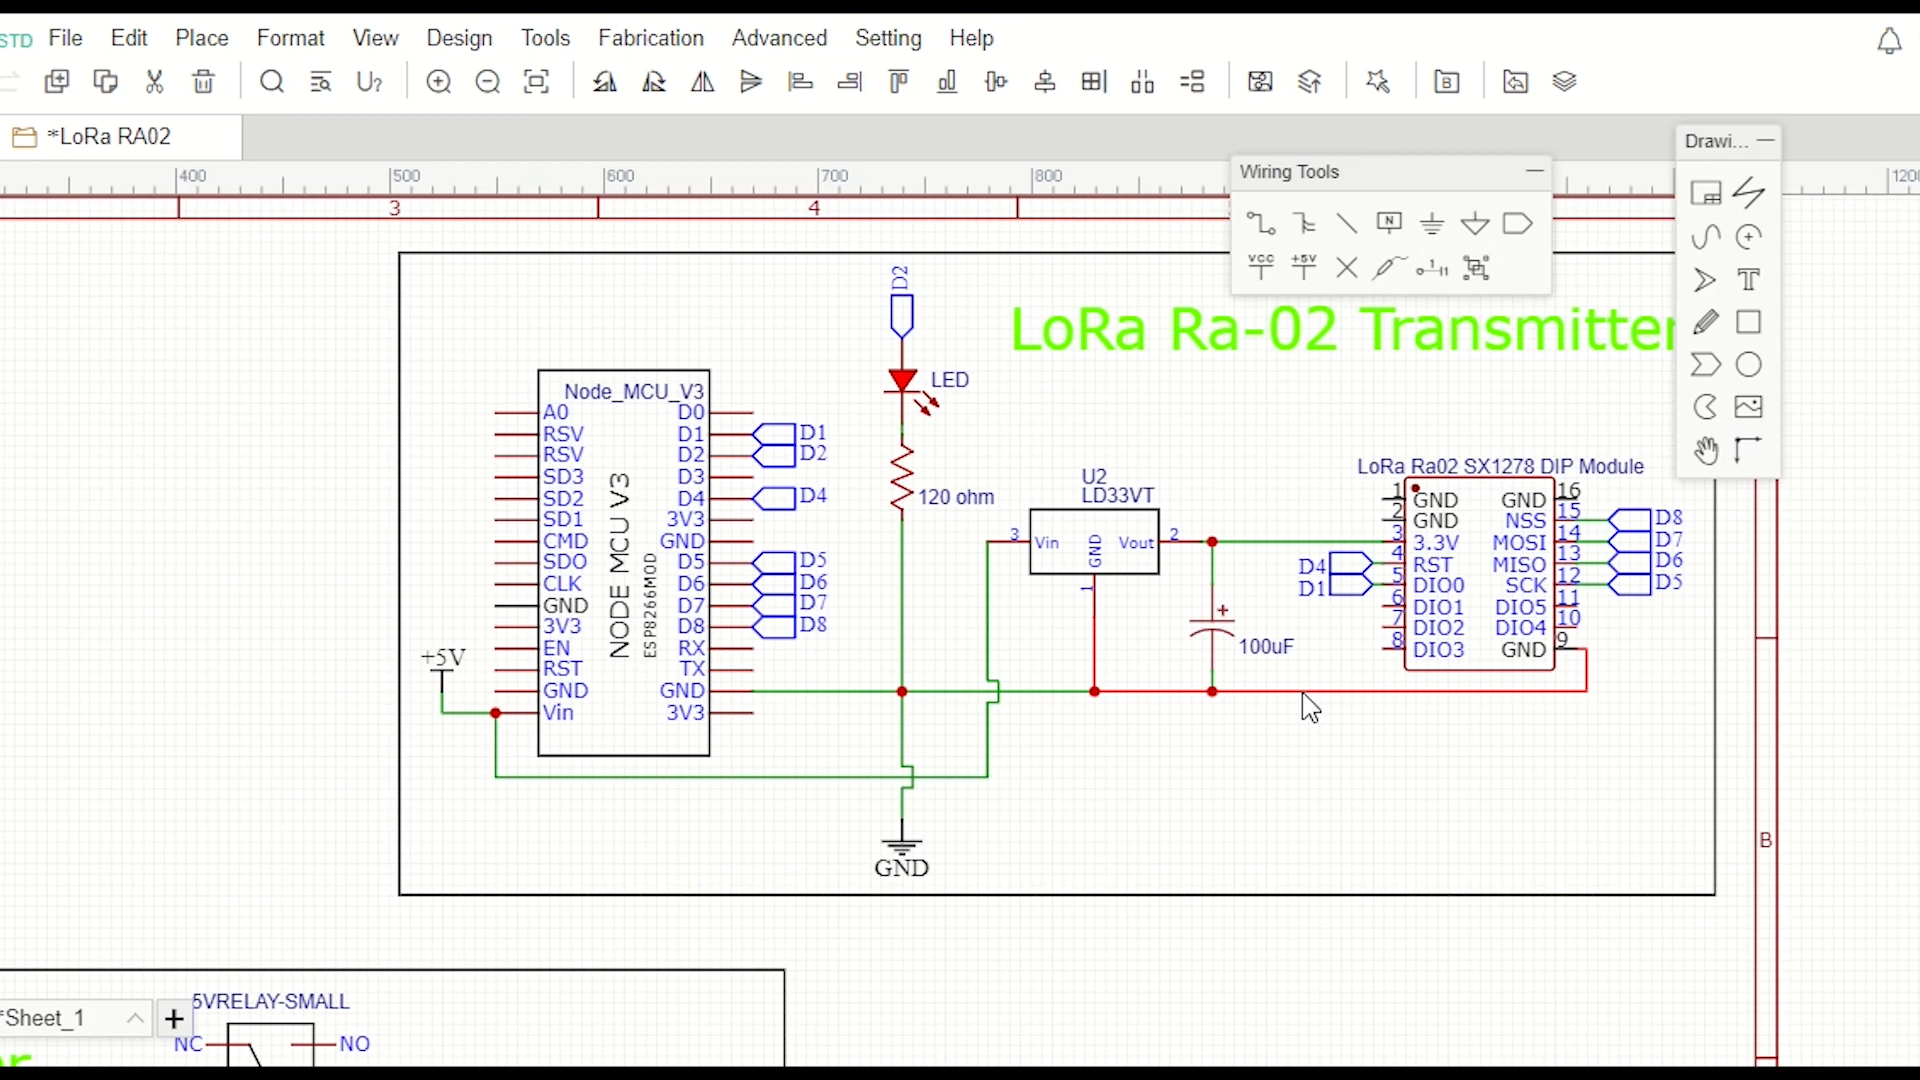 STD File Edit Place Format View Design Tools Fabrication Advanced Setting Help
U?
*LoRa RA02
Drawi...
400 500 600 700 800 1200
Wiring Tools
3 4
N
VCC +5V
T
D2
LoRa Ra-02 Transmitter
LED
Node_MCU_V3
A0 D0
RSV D1 D1
RSV D2 D2
SD3 D3
SD2 D4 D4
SD1 3V3
CMD GND
SDO D5 D5
CLK D6 D6
GND D7 D7
3V3 D8 D8
EN RX
RST TX
GND GND
Vin 3V3
NODE MCU V3
ESP8266MOD
+5V
120 ohm
U2
LD33VT
3 Vin GND Vout 2
1
+
100uF
LoRa Ra02 SX1278 DIP Module
1 GND GND 16
2 GND NSS 15 D8
3 3.3V MOSI 14 D7
D4 4 RST MISO 13 D6
D1 5 DIO0 SCK 12 D5
6 DIO1 DIO5 11
7 DIO2 DIO4 10
8 DIO3 GND 9
GND
B
5VRELAY-SMALL
*Sheet_1
NC NO